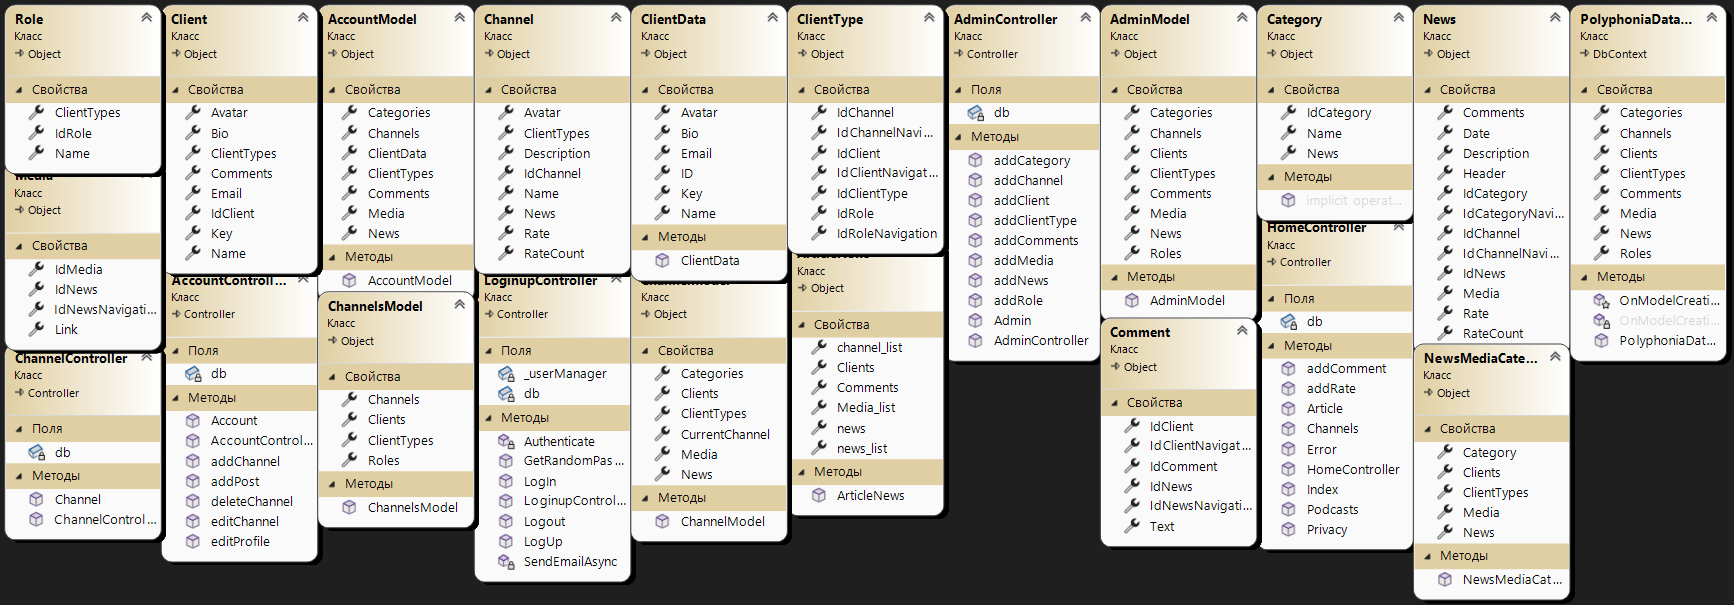 Role
Класс
Object
Свойства
ClientTypes
IdRole
Name
Media
Класс
Object
Свойства
IdMedia
IdNews
IdNewsNavigati...
Link
ChannelController
Класс
Controller
Поля
db
Методы
Channel
ChannelControl...
Client
Класс
Object
Свойства
Avatar
Bio
ClientTypes
Comments
Email
IdClient
Key
Name
AccountControll...
Класс
Controller
Поля
db
Методы
Account
AccountControl...
addChannel
addPost
deleteChannel
editChannel
editProfile
AccountModel
Класс
Object
Свойства
Categories
Channels
ClientData
ClientTypes
Comments
Media
News
Методы
AccountModel
ChannelsModel
Класс
Object
Свойства
Channels
Clients
ClientTypes
Roles
Методы
ChannelsModel
Channel
Класс
Object
Свойства
Avatar
ClientTypes
Description
IdChannel
Name
News
Rate
RateCount
LoginupController
Класс
Controller
Поля
_userManager
db
Методы
Authenticate
GetRandomPas...
LogIn
LoginupControl...
Logout
LogUp
SendEmailAsync
ClientData
Класс
Object
Свойства
Avatar
Bio
Email
ID
Key
Name
Методы
ClientData
ChannelModel
Класс
Object
Свойства
Categories
Clients
ClientTypes
CurrentChannel
Media
News
Методы
ChannelModel
ClientType
Класс
Object
Свойства
IdChannel
IdChannelNavi...
IdClient
IdClientNavigat...
IdClientType
IdRole
IdRoleNavigation
ArticleNews
Класс
Object
Свойства
channel_list
Clients
Comments
Media_list
news
news_list
Методы
ArticleNews
AdminController
Класс
Controller
Поля
db
Методы
addCategory
addChannel
addClient
addClientType
addComments
addMedia
addNews
addRole
Admin
AdminController
AdminModel
Класс
Object
Свойства
Categories
Channels
Clients
ClientTypes
Comments
Media
News
Roles
Методы
AdminModel
Comment
Класс
Object
Свойства
IdClient
IdClientNavigat...
IdComment
IdNews
IdNewsNavigati...
Text
Category
Класс
Object
Свойства
IdCategory
Name
News
Методы
implicit operat...
HomeController
Класс
Controller
Поля
db
Методы
addComment
addRate
Article
Channels
Error
HomeController
Index
Podcasts
Privacy
News
Класс
Object
Свойства
Comments
Date
Description
Header
IdCategory
IdCategoryNavi...
IdChannel
IdChannelNavi...
IdNews
Media
Rate
RateCount
NewsMediaCate...
Класс
Object
Свойства
Category
Clients
ClientTypes
Media
News
Методы
NewsMediaCat...
PolyphoniaData...
Класс
DbContext
Свойства
Categories
Channels
Clients
ClientTypes
Comments
Media
News
Roles
Методы
OnModelCreati...
OnModelCreati...
PolyphoniaDat...